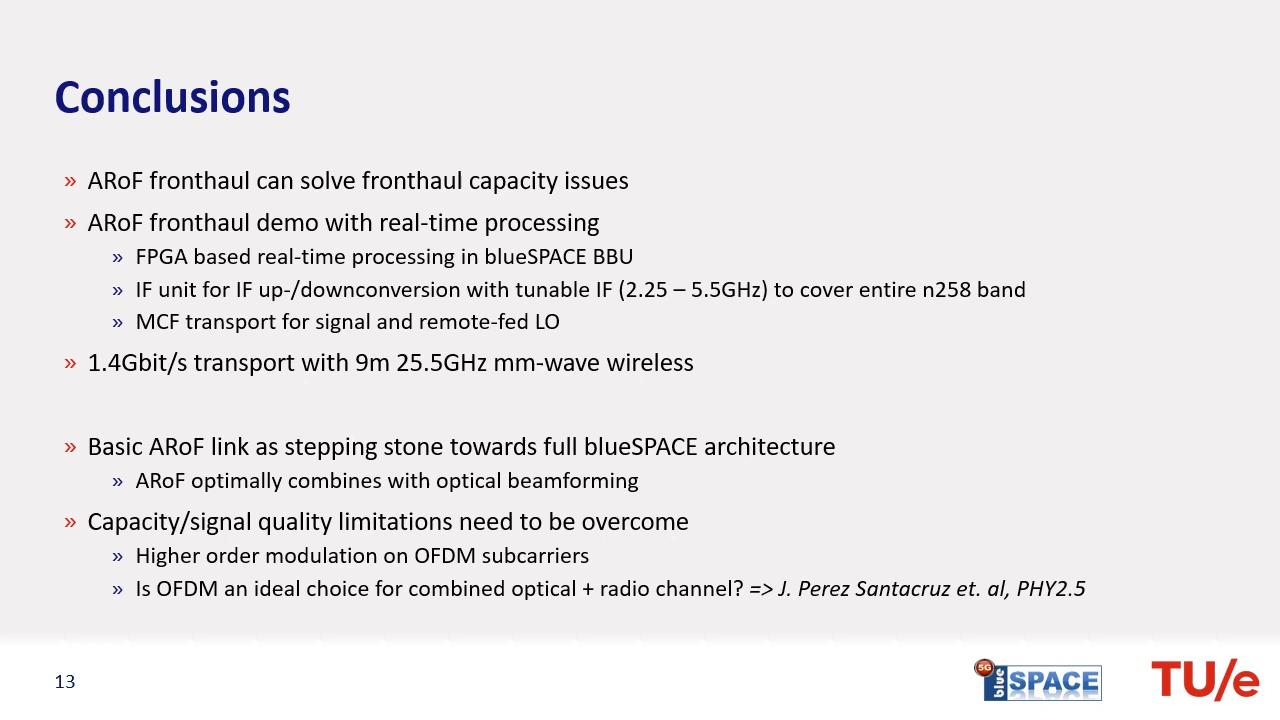 Conclusions
» ARoF fronthaul can solve fronthaul capacity issues
» ARoF fronthaul demo with real-time processing
» FPGA based real-time processing in blueSPACE BBU
» IF unit for IF up-/downconversion with tunable IF (2.25 – 5.5GHz) to cover entire n258 band
» MCF transport for signal and remote-fed LO
» 1.4Gbit/s transport with 9m 25.5GHz mm-wave wireless
» Basic ARoF link as stepping stone towards full blueSPACE architecture
» ARoF optimally combines with optical beamforming
» Capacity/signal quality limitations need to be overcome
» Higher order modulation on OFDM subcarriers
» Is OFDM an ideal choice for combined optical + radio channel? => J. Perez Santacruz et. al, PHY2.5
13
5G blue SPACE
TU/e